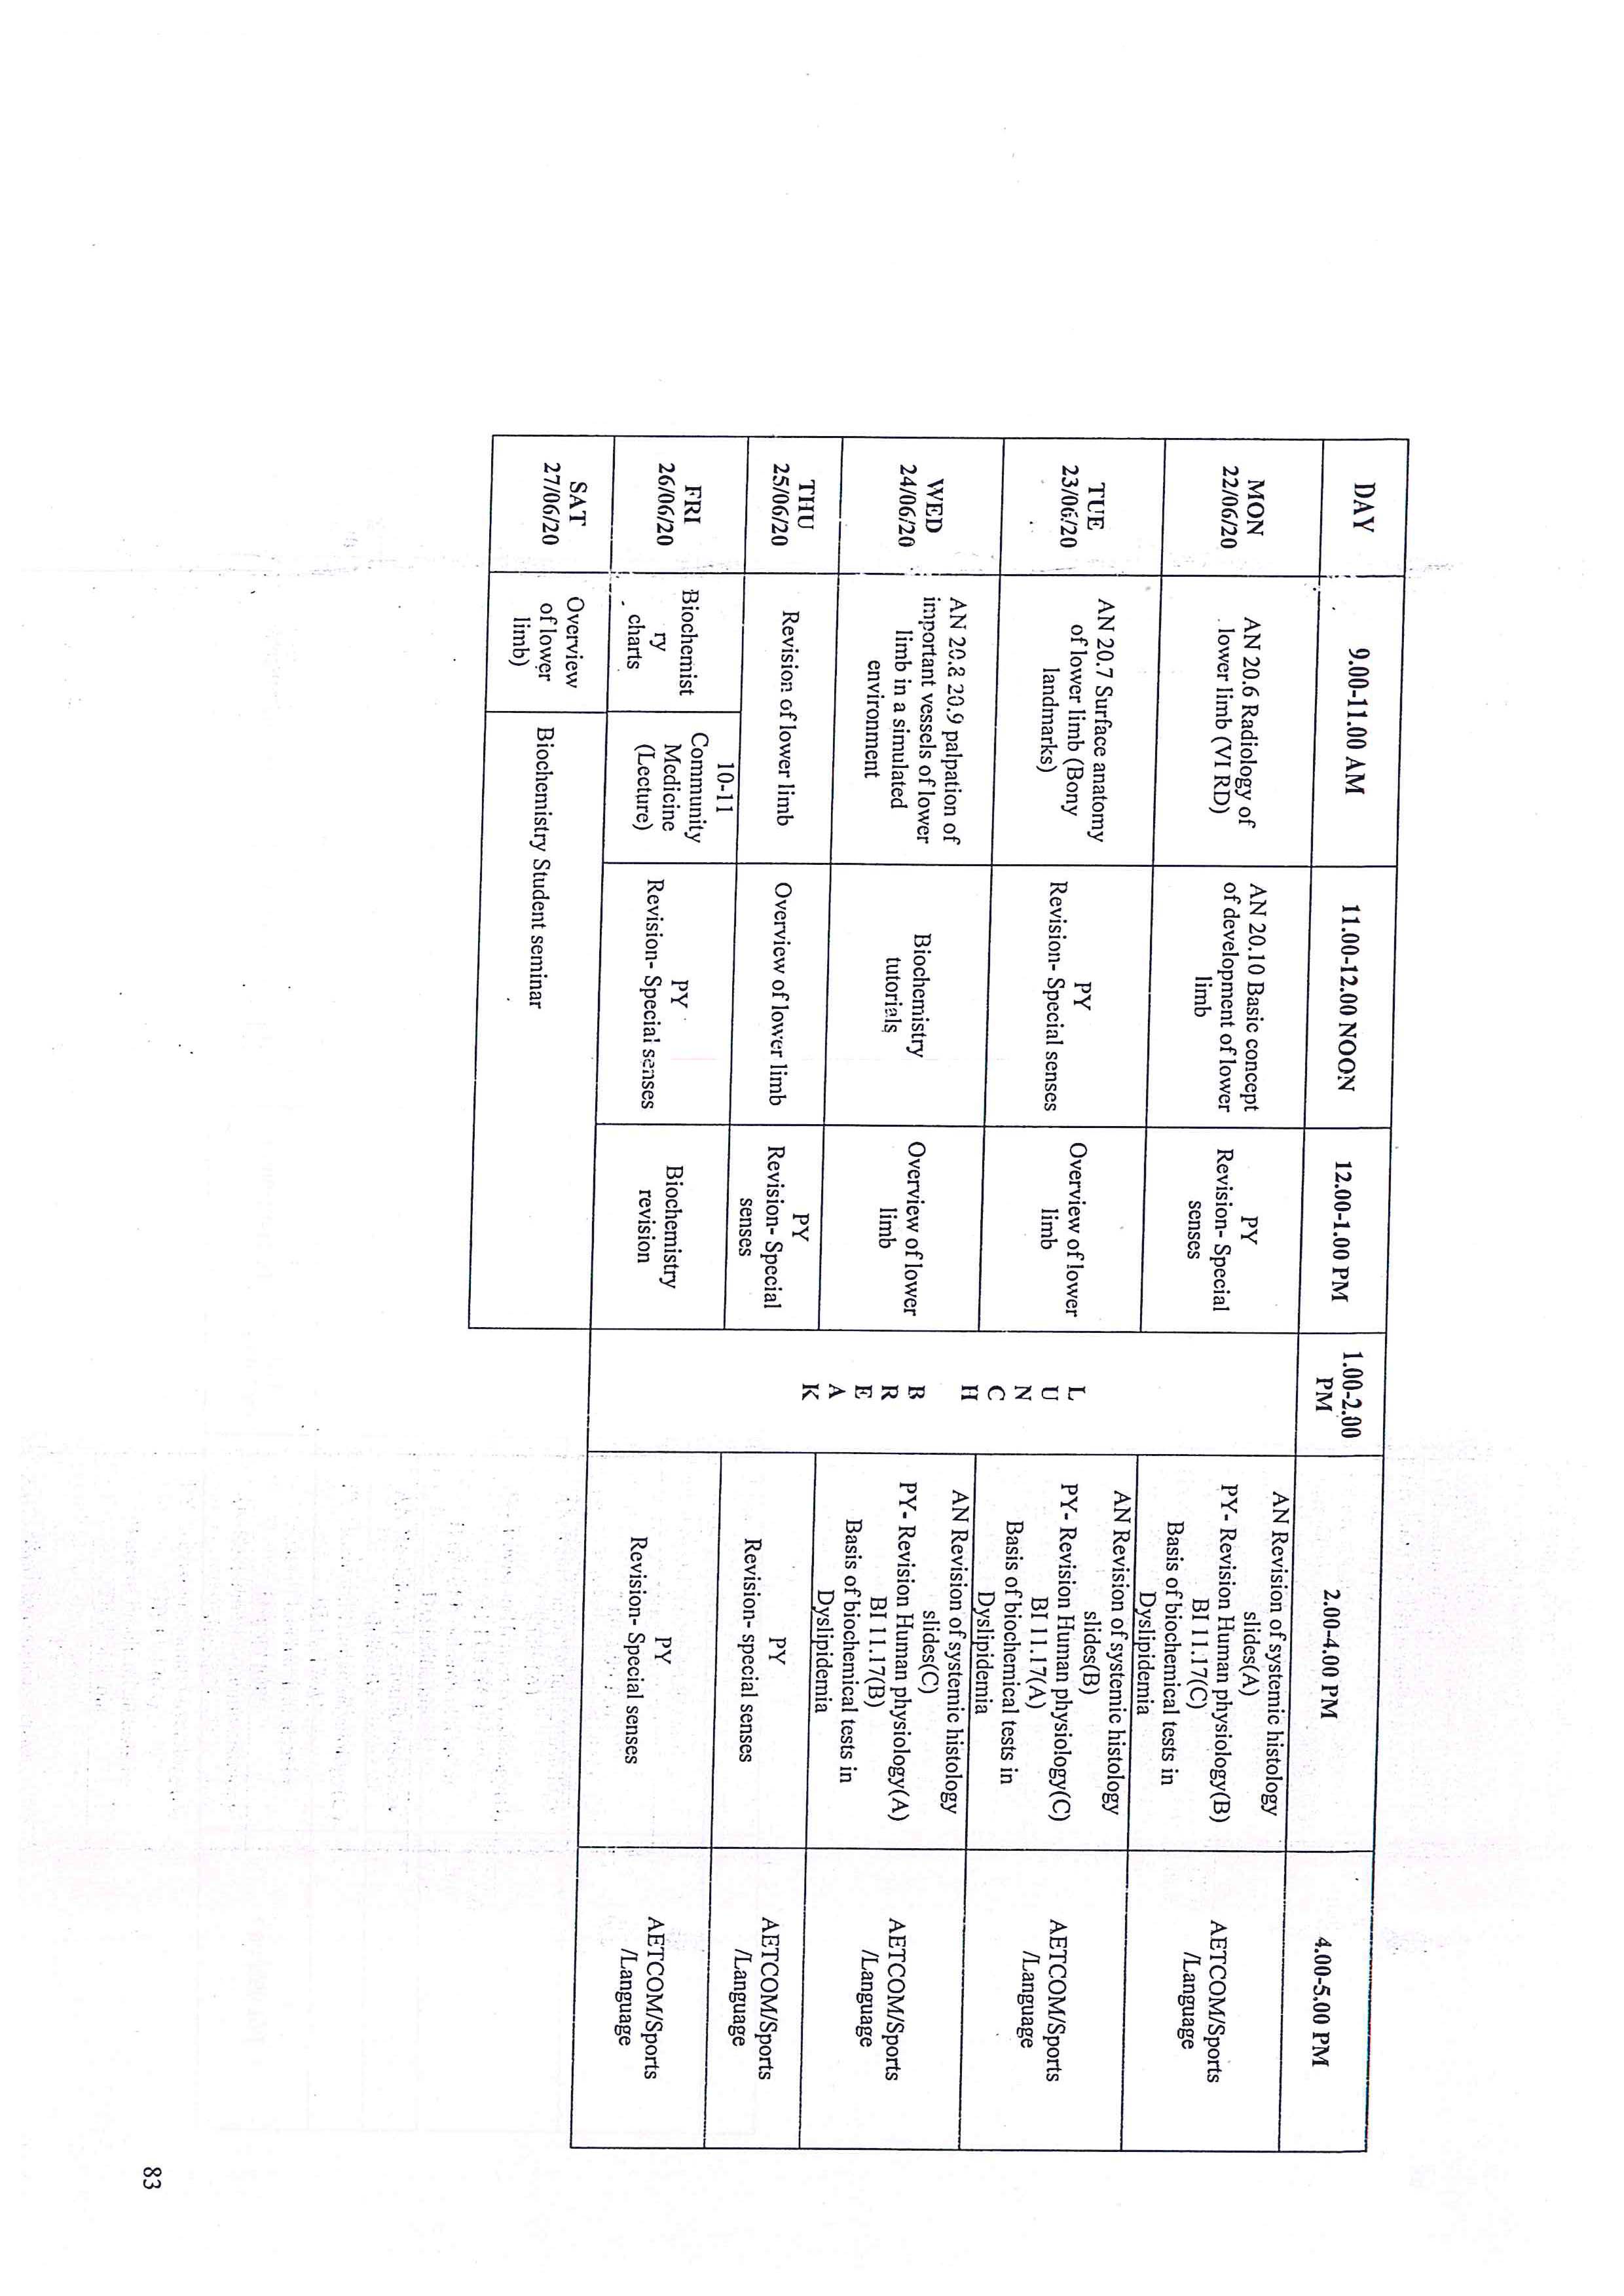 DAY
9.00-11.00 AM
11.00-12.00 NOON
12.00-1.00 PM
1.00-2.00
PM
2.00-4.00 PM
4.00-5.00 PM
MON
22/06/20
AN 20.6 Radiology of
lower limb (VI RD)
AN 20.10 Basic concept
of development of lower
limb
PY
Revision- Special
senses
L
U
N
C
H
B
R
E
A
K
AN Revision of systemic histology
slides(A)
PY- Revision Human physiology(B)
BI 11.17(C)
Basis of biochemical tests in
Dyslipidemia
AETCOM/Sports
/Language
TUE
23/06/20
AN 20.7 Surface anatomy
of lower limb (Bony
landmarks)
PY
Revision- Special senses
Overview of lower
limb
AN Revision of systemic histology
slides(B)
PY- Revision Human physiology(C)
BI 11.17(A)
Basis of biochemical tests in
Dyslipidemia
AETCOM/Sports
/Language
WED
24/06/20
AN 20.8 20.9 palpation of
important vessels of lower
limb in a simulated
environment
Biochemistry
tutorials
Overview of lower
limb
AN Revision of systemic histology
slides(C)
PY- Revision Human physiology(A)
BI 11.17(B)
Basis of biochemical tests in
Dyslipidemia
AETCOM/Sports
/Language
THU
25/06/20
Revision of lower limb
Overview of lower limb
PY
Revision- Special
senses
PY
Revision- special senses
AETCOM/Sports
/Language
FRI
26/06/20
Biochemist
ry
charts
10-11
Community
Medicine
(Lecture)
PY
Revision- Special senses
Biochemistry
revision
PY
Revision- Special senses
AETCOM/Sports
/Language
SAT
27/06/20
Overview
of lower
limb)
Biochemistry Student seminar
83